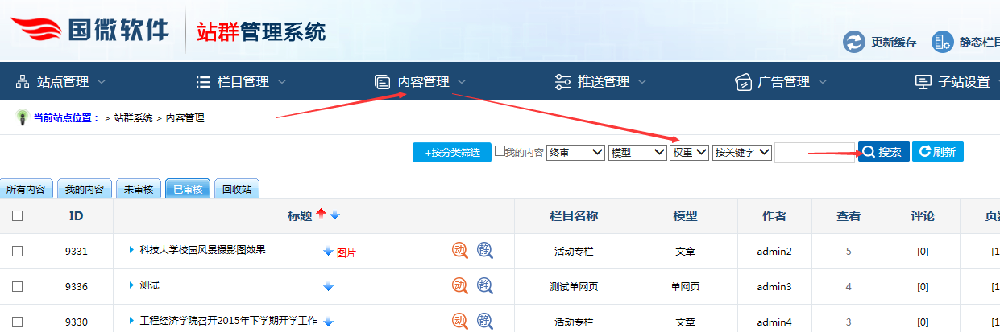 国微软件 站群管理系统
更新缓存 静态栏目
站点管理 栏目管理 内容管理 推送管理 广告管理 子站设置
当前站点位置： > 站群系统 > 内容管理
+按分类筛选 我的内容 终审 模型 权重 按关键字 搜索 刷新
所有内容 我的内容 未审核 已审核 回收站
ID 标题 栏目名称 模型 作者 查看 评论 页数
9331 科技大学校园风景摄影图效果 图片 动 静 活动专栏 文章 admin2 5 [0] [1
9336 测试 动 静 测试单网页 单网页 admin3 4 [0] [1
9330 工程经济学院召开2015年下学期开学工作 动 静 活动专栏 文章 admin4 3 [0] [1